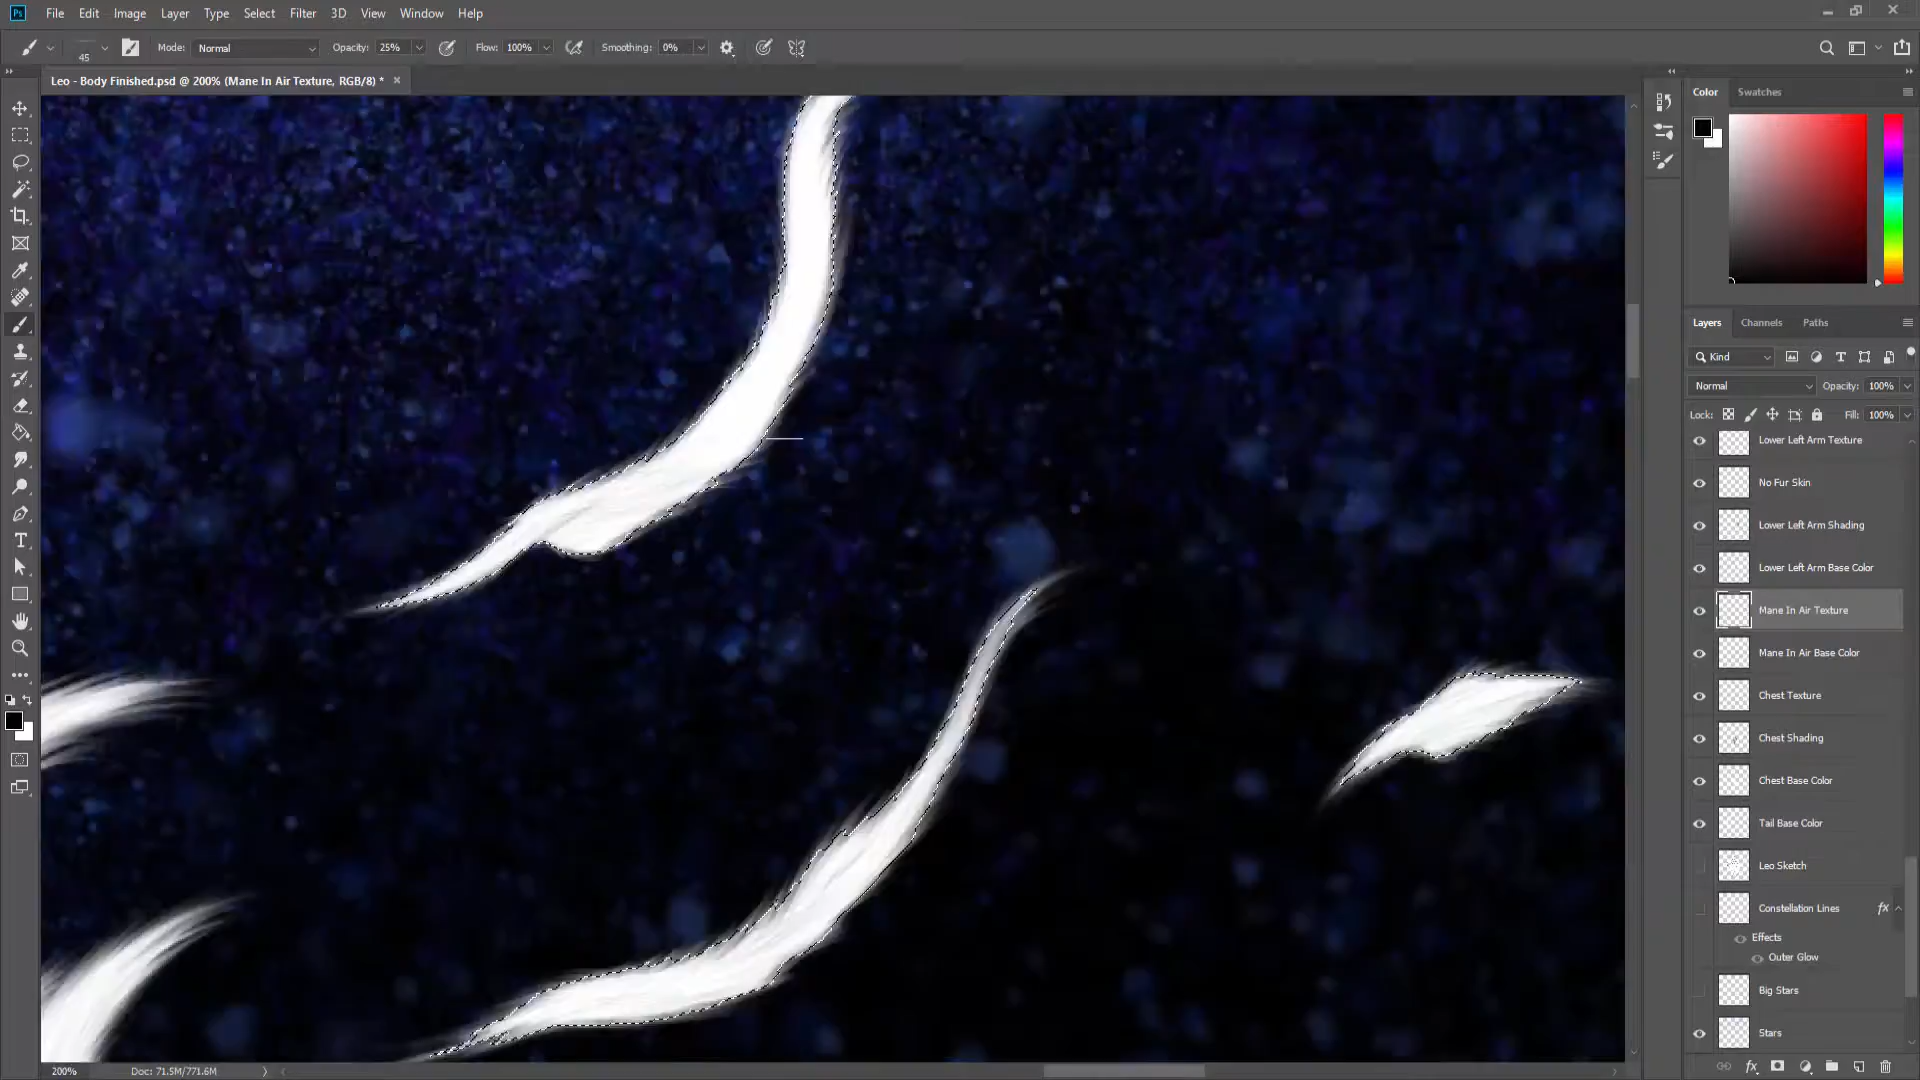 Ps File Edit Image Layer Type Select Filter 3D View Window Help
45 Mode: Normal Opacity: 25% Flow: 100% Smoothing: 0%
Leo - Body Finished.psd @ 200% (Mane In Air Texture, RGB/8) *
Color Swatches
Layers Channels Paths
Kind
Normal Opacity: 100%
Lock: Fill: 100%
Lower Left Arm Texture
No Fur Skin
Lower Left Arm Shading
Lower Left Arm Base Color
Mane In Air Texture
Mane In Air Base Color
Chest Texture
Chest Shading
Chest Base Color
Tail Base Color
Leo Sketch
Constellation Lines fx
Effects
Outer Glow
Big Stars
Stars
200% Doc: 71.5M/771.6M